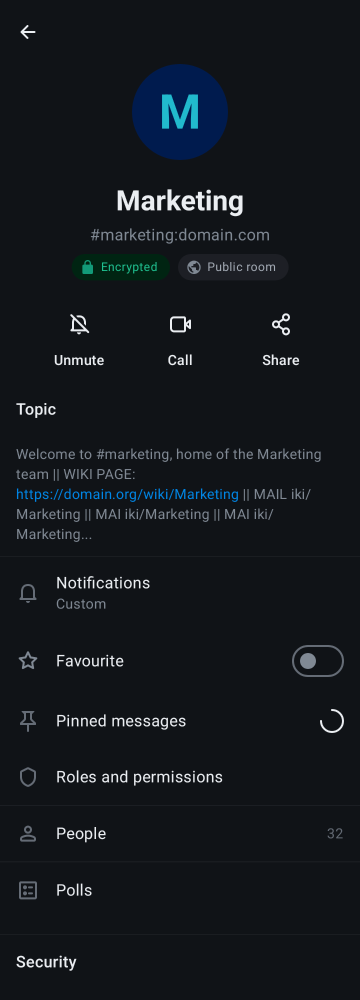 M
Marketing
#marketing:domain.com
Encrypted Public room
Unmute Call Share
Topic
Welcome to #marketing, home of the Marketing
team || WIKI PAGE:
https://domain.org/wiki/Marketing || MAIL iki/
Marketing || MAI iki/Marketing || MAI iki/
Marketing...
Notifications
Custom
Favourite
Pinned messages
Roles and permissions
People 32
Polls
Security